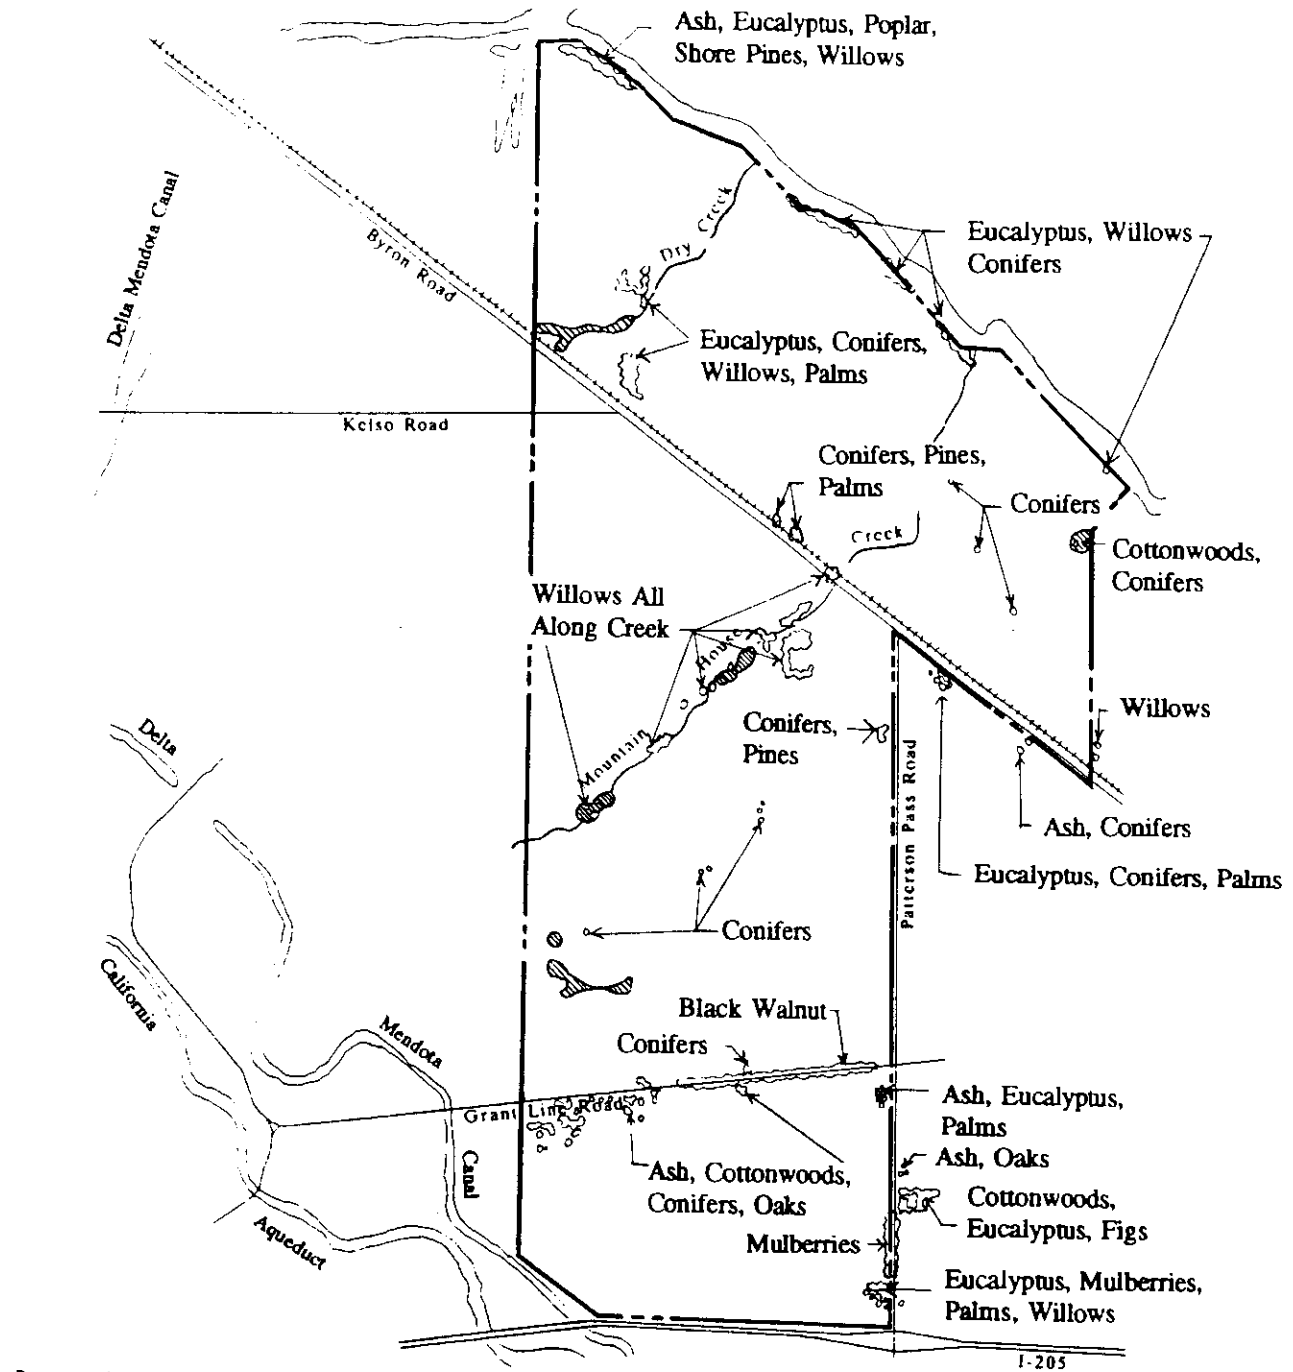 Ash, Eucalyptus, Poplar,
Shore Pines, Willows
Delta Mendota Canal
Byron Road
Dry Creek
Eucalyptus, Willows
Conifers
Eucalyptus, Conifers,
Willows, Palms
Kelso Road
Conifers, Pines,
Palms
Conifers
Creek
Cottonwoods,
Conifers
Willows All
Along Creek
House
Mountain
Conifers,
Pines
Willows
Delta
Patterson Pass Road
Ash, Conifers
Eucalyptus, Conifers, Palms
Conifers
California
Mendota
Black Walnut
Conifers
Grant Line Road
Ash, Eucalyptus,
Palms
Ash, Oaks
Canal
Ash, Cottonwoods,
Conifers, Oaks
Cottonwoods,
Eucalyptus, Figs
Aqueduct
Mulberries
Eucalyptus, Mulberries,
Palms, Willows
I-205